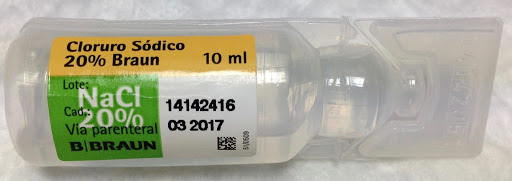 Cloruro Sódico
20% Braun 10 ml
Lote: 14142416
Cad.: 03 2017
NaCl
20%
Vía parenteral
B|BRAUN